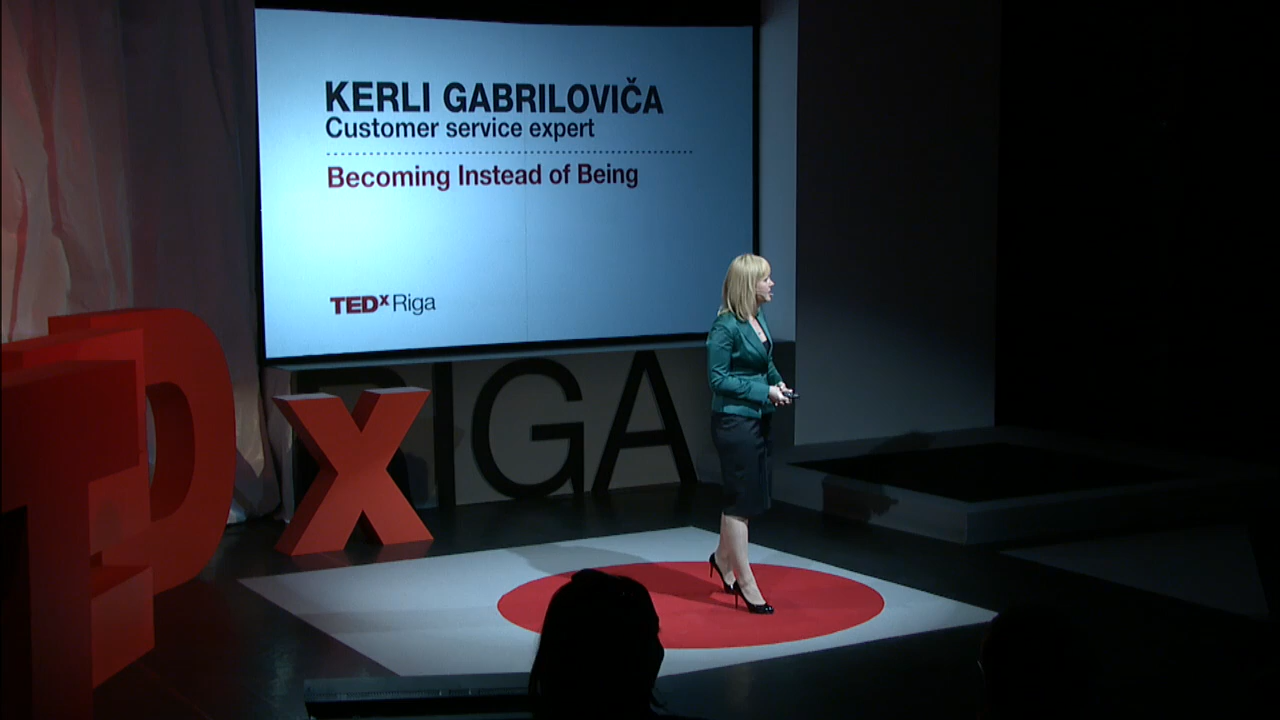 KERLI GABRILOVIČA
Customer service expert
Becoming Instead of Being
TEDx Riga
TEDx
RIGA